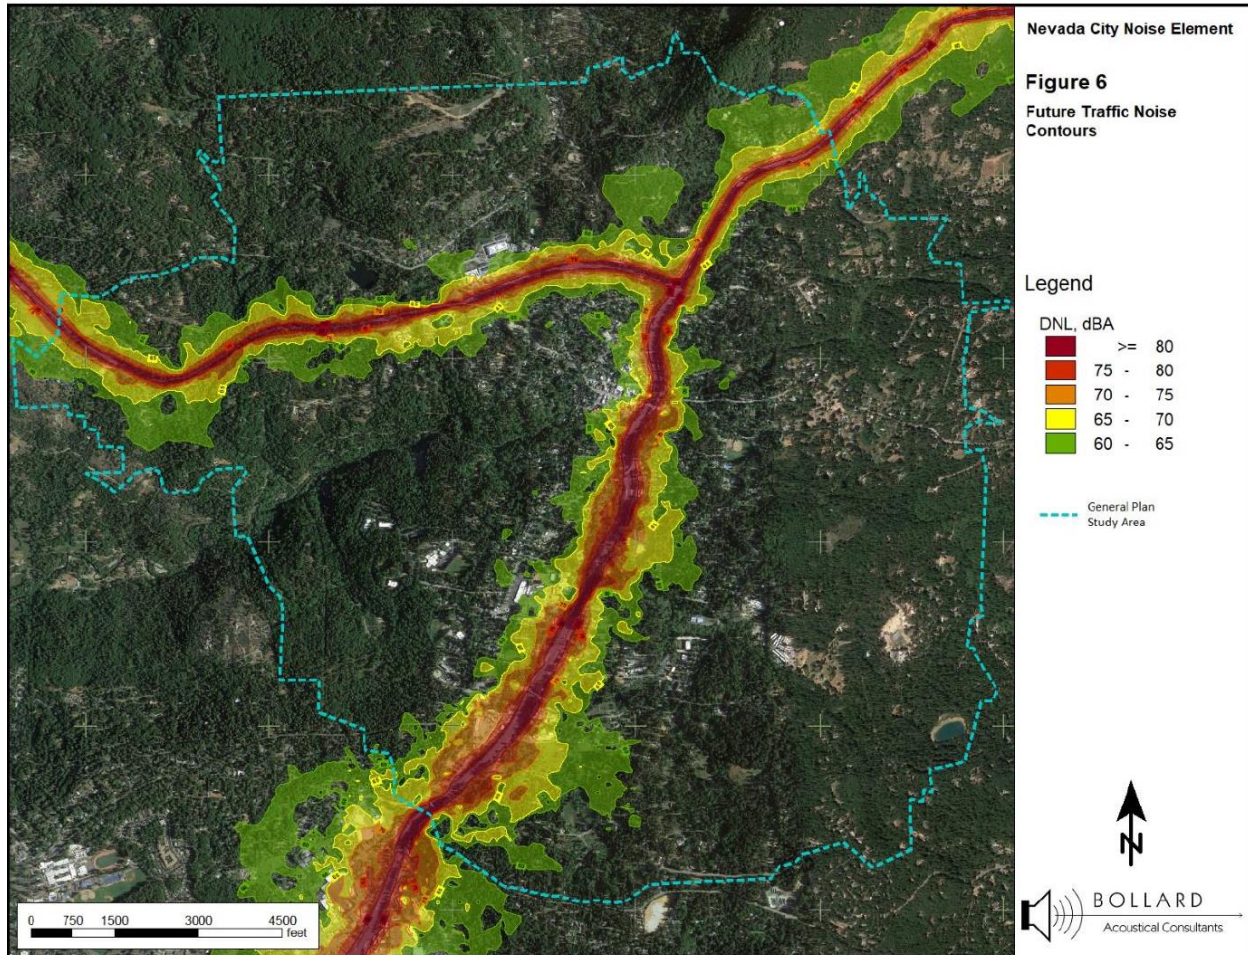 Nevada City Noise Element
Figure 6
Future Traffic Noise
Contours
Legend
DNL, dBA
>= 80
75 - 80
70 - 75
65 - 70
60 - 65
General Plan
Study Area
N
BOLLARD
Acoustical Consultants
0 750 1500 3000 4500
feet